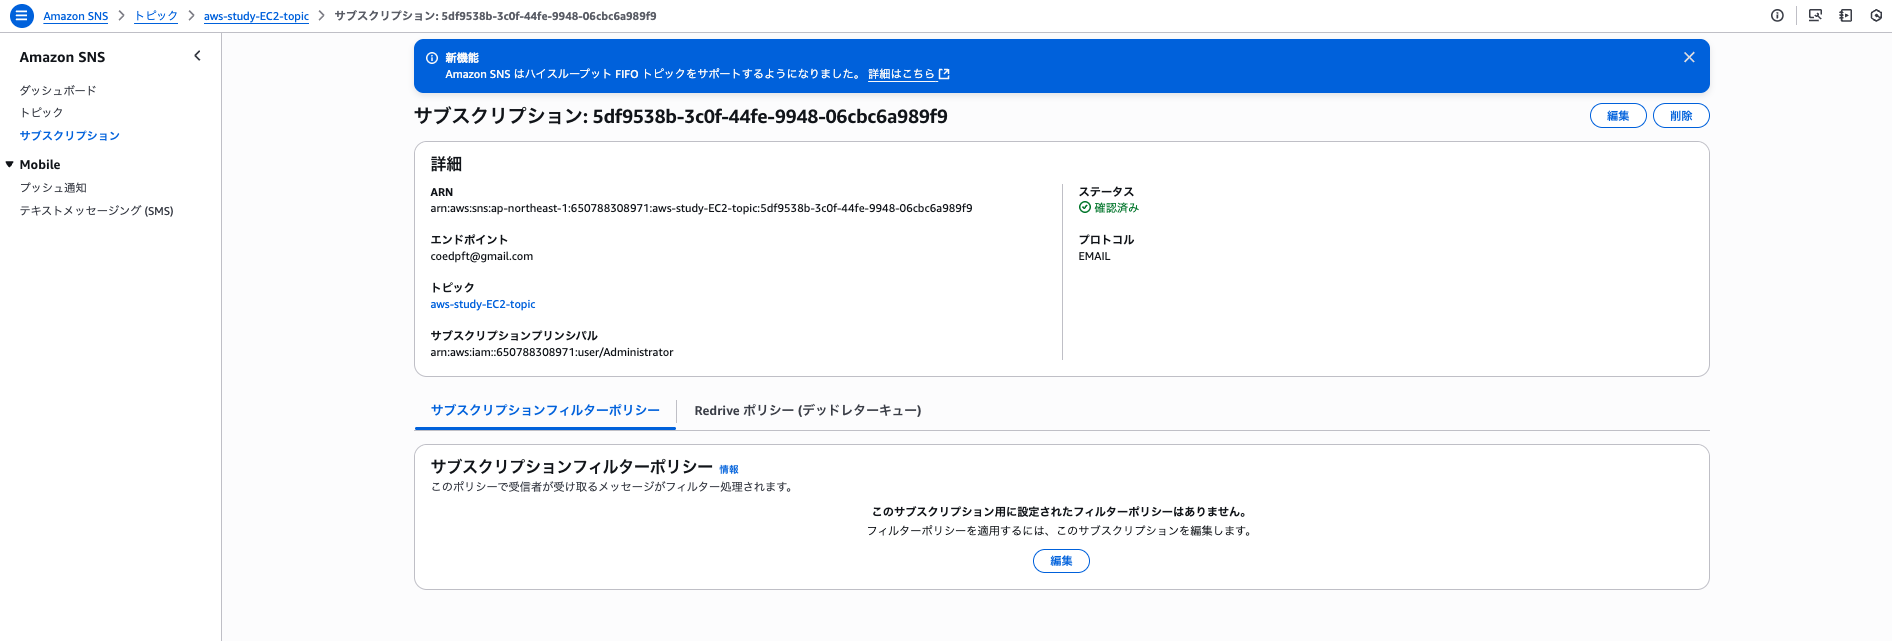 Amazon SNS > トピック > aws-study-EC2-topic > サブスクリプション: 5df9538b-3c0f-44fe-9948-06cbc6a989f9
Amazon SNS
ダッシュボード
トピック
サブスクリプション
Mobile
プッシュ通知
テキストメッセージング (SMS)
新機能
Amazon SNS はハイスループット FIFO トピックをサポートするようになりました。 詳細はこちら
サブスクリプション: 5df9538b-3c0f-44fe-9948-06cbc6a989f9
編集
削除
詳細
ARN
arn:aws:sns:ap-northeast-1:650788308971:aws-study-EC2-topic:5df9538b-3c0f-44fe-9948-06cbc6a989f9
エンドポイント
coedpft@gmail.com
トピック
aws-study-EC2-topic
サブスクリプションプリンシパル
arn:aws:iam::650788308971:user/Administrator
ステータス
確認済み
プロトコル
EMAIL
サブスクリプションフィルターポリシー
Redrive ポリシー (デッドレターキュー)
サブスクリプションフィルターポリシー 情報
このポリシーで受信者が受け取るメッセージがフィルター処理されます。
このサブスクリプション用に設定されたフィルターポリシーはありません。
フィルターポリシーを適用するには、このサブスクリプションを編集します。
編集